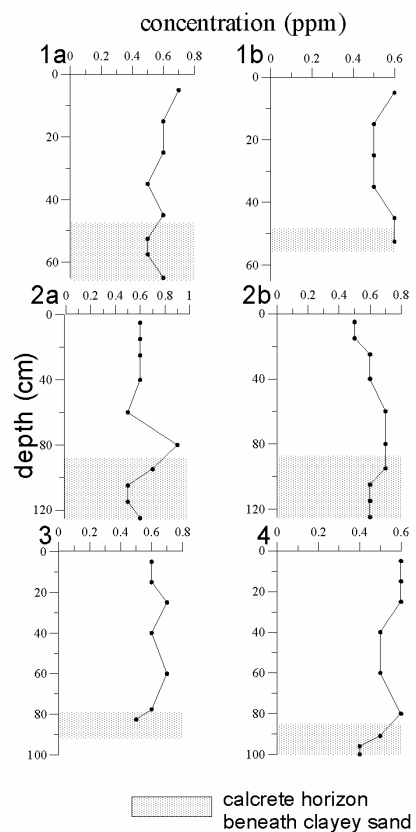 concentration (ppm)
1a
0 0.2 0.4 0.6 0.8
0
20
40
60
1b
0 0.2 0.4 0.6
0
20
40
60
2a
0 0.2 0.4 0.6 0.8 1
0
40
80
120
2b
0 0.2 0.4 0.6 0.8
0
40
80
120
depth (cm)
3
0 0.2 0.4 0.6 0.8
0
20
40
60
80
100
4
0 0.2 0.4 0.6
0
20
40
60
80
100
calcrete horizon
beneath clayey sand